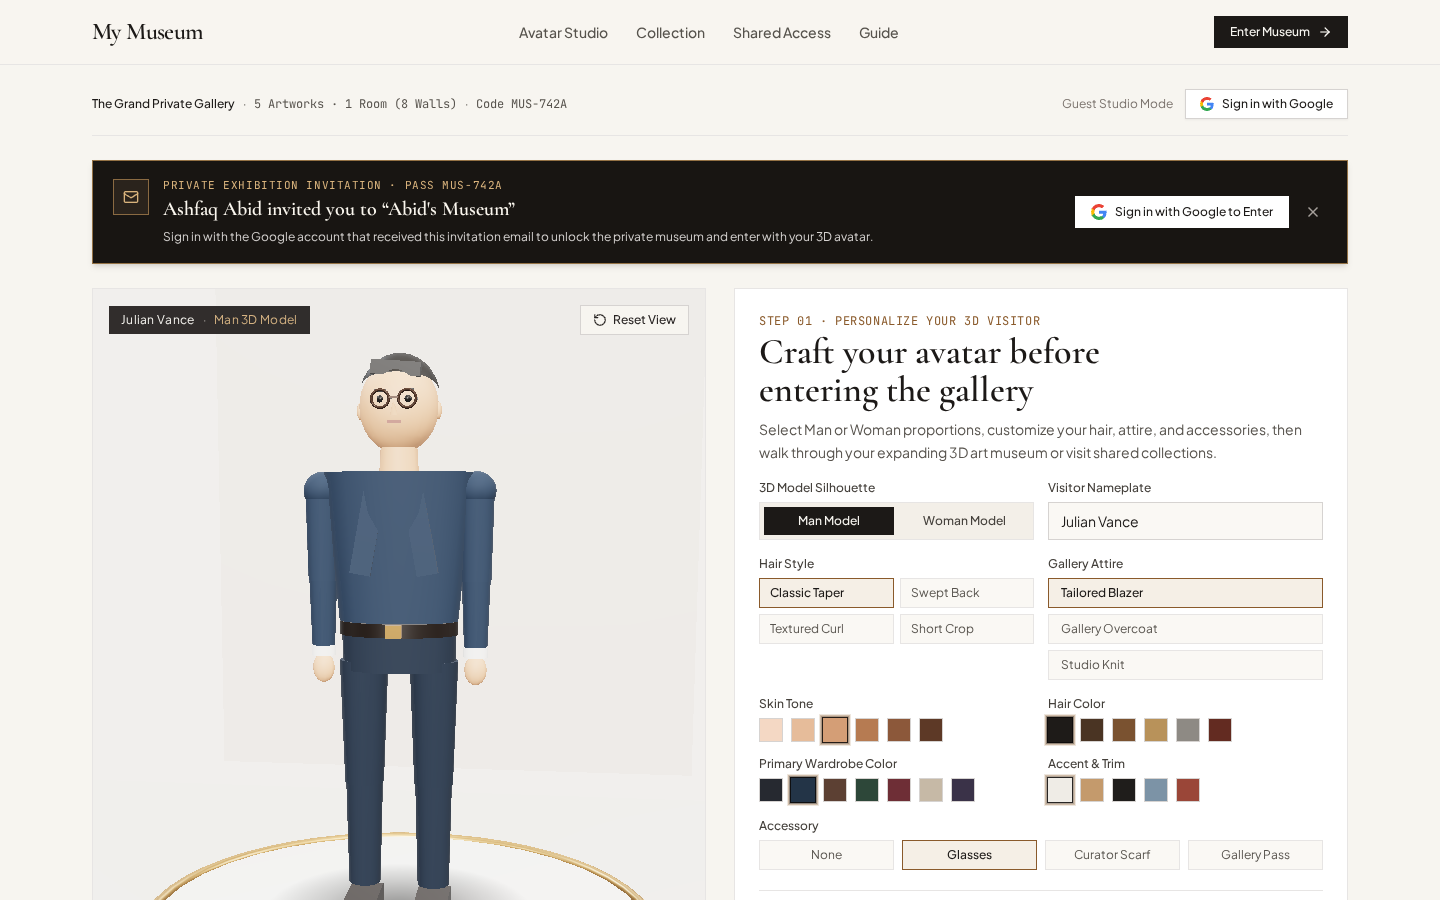 My Museum
Avatar Studio
Collection
Shared Access
Guide
Enter Museum
The Grand Private Gallery · 5 Artworks · 1 Room (8 Walls) · Code MUS-742A
Guest Studio Mode
Sign in with Google
PRIVATE EXHIBITION INVITATION · PASS MUS-742A
Ashfaq Abid invited you to “Abid's Museum”
Sign in with the Google account that received this invitation email to unlock the private museum and enter with your 3D avatar.
Sign in with Google to Enter
Julian Vance · Man 3D Model
Reset View
STEP 01 · PERSONALIZE YOUR 3D VISITOR
Craft your avatar before
entering the gallery
Select Man or Woman proportions, customize your hair, attire, and accessories, then
walk through your expanding 3D art museum or visit shared collections.
3D Model Silhouette
Man Model
Woman Model
Visitor Nameplate
Julian Vance
Hair Style
Classic Taper
Swept Back
Textured Curl
Short Crop
Gallery Attire
Tailored Blazer
Gallery Overcoat
Studio Knit
Skin Tone
Hair Color
Primary Wardrobe Color
Accent & Trim
Accessory
None
Glasses
Curator Scarf
Gallery Pass